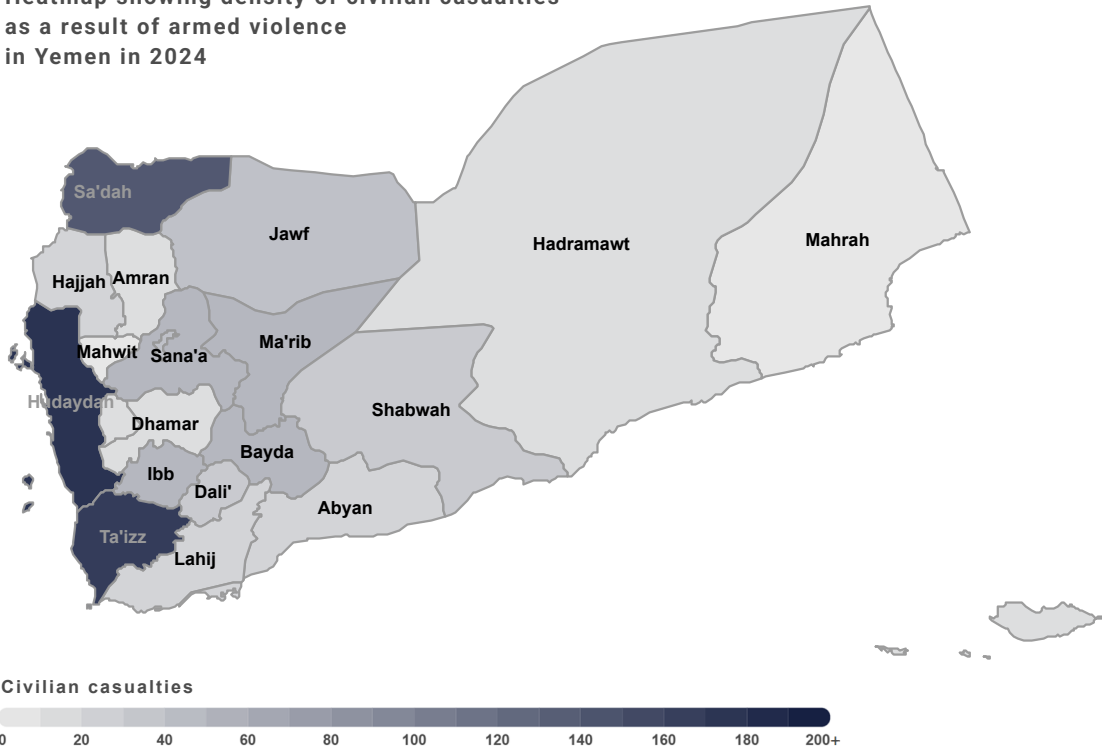 Heatmap showing density of civilian casualties
as a result of armed violence
in Yemen in 2024
Sa'dah
Jawf
Hadramawt
Mahrah
Hajjah
Amran
Ma'rib
Mahwit
Sana'a
Hudaydah
Shabwah
Dhamar
Bayda
Ibb
Dali'
Abyan
Ta'izz
Lahij
Civilian casualties
0 20 40 60 80 100 120 140 160 180 200+